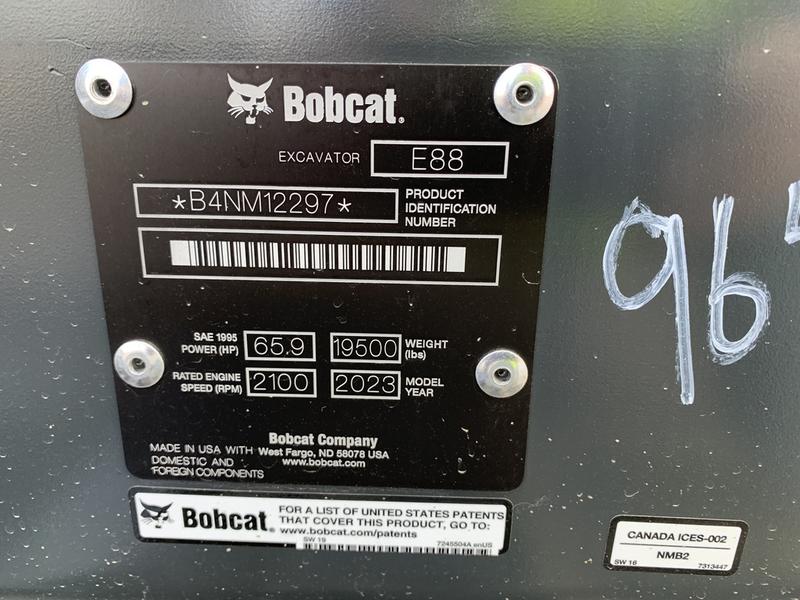 Bobcat.
EXCAVATOR E88
*B4NM12297* PRODUCT
IDENTIFICATION
NUMBER
SAE 1995
POWER (HP) 65.9 19500 WEIGHT
(lbs)
RATED ENGINE
SPEED (RPM) 2100 2023 MODEL
YEAR
MADE IN USA WITH
DOMESTIC AND
FOREIGN COMPONENTS
Bobcat Company
West Fargo, ND 58078 USA
www.bobcat.com
Bobcat.
FOR A LIST OF UNITED STATES PATENTS
THAT COVER THIS PRODUCT, GO TO:
www.bobcat.com/patents
SW 19 7245504A enUS
CANADA ICES-002
NMB2
SW 16 7313447
96